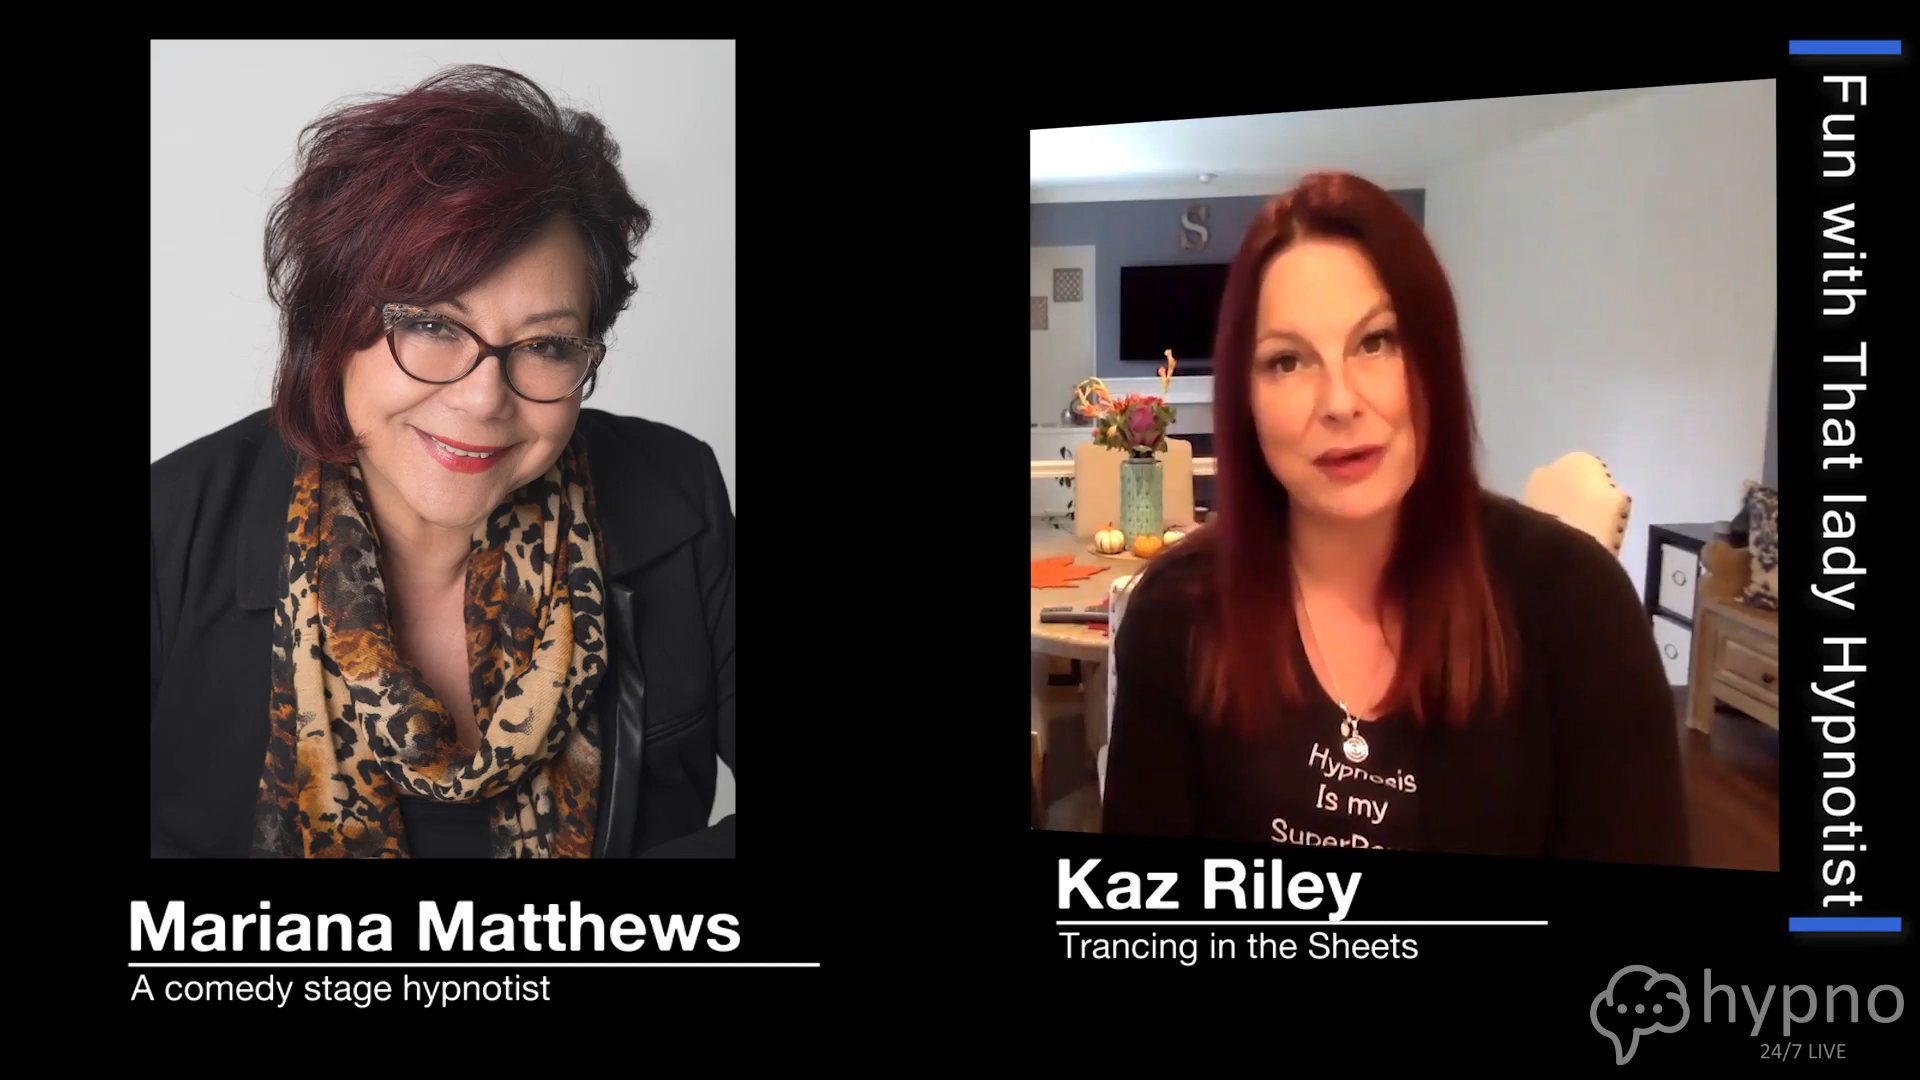 Mariana Matthews
A comedy stage hypnotist
S
Hypnosis
Is my
Kaz Riley
Trancing in the Sheets
Fun with That lady Hypnotist
hypno
24/7 LIVE